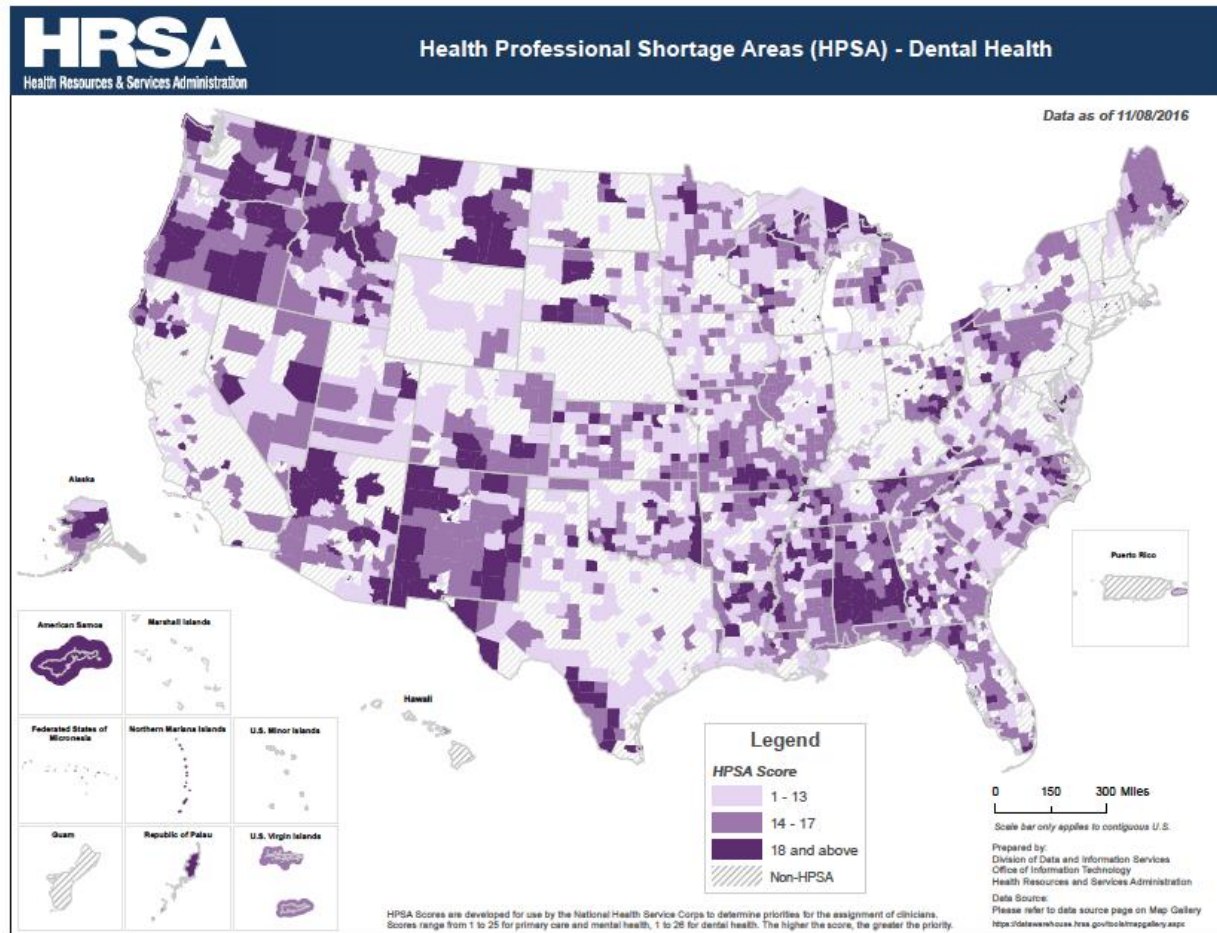 HRSA
Health Resources & Services Administration
Health Professional Shortage Areas (HPSA) - Dental Health
Data as of 11/08/2016
Alaska
Puerto Rico
American Samoa
Marshall Islands
Hawaii
Federated States of
Micronesia
Northern Mariana Islands
U.S. Minor Islands
Guam
Republic of Palau
U.S. Virgin Islands
Legend
HPSA Score
1 - 13
14 - 17
18 and above
Non-HPSA
0 150 300 Miles
Scale bar only applies to contiguous U.S.
Prepared by:
Division of Data and Information Services
Office of Information Technology
Health Resources and Services Administration
Data Source:
Please refer to data source page on Map Gallery
https://datawarehouse.hrsa.gov/tools/mapgallery.aspx
HPSA Scores are developed for use by the National Health Service Corps to determine priorities for the assignment of clinicians.
Scores range from 1 to 25 for primary care and mental health, 1 to 26 for dental health. The higher the score, the greater the priority.